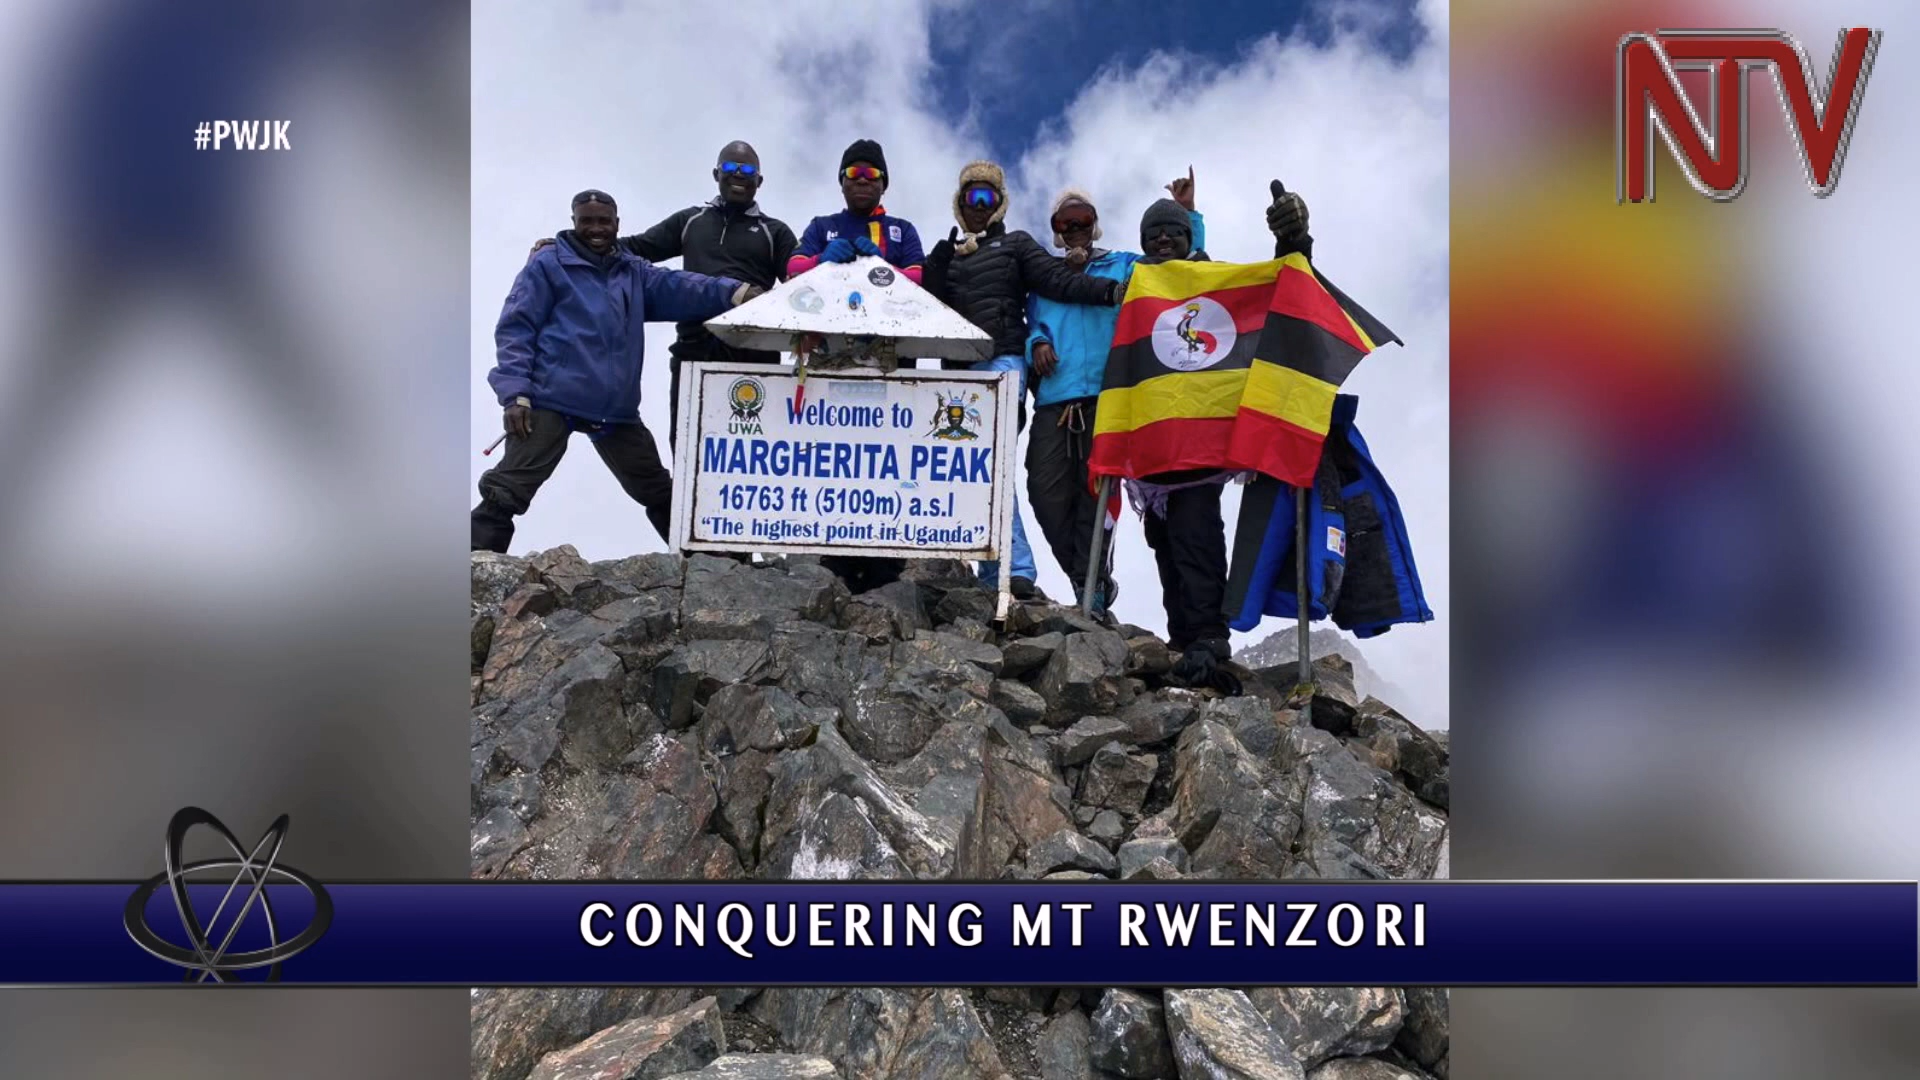 #PWJK
NTV
UWA
Welcome to
MARGHERITA PEAK
16763 ft (5109m) a.s.l
"The highest point in Uganda"
CONQUERING MT RWENZORI